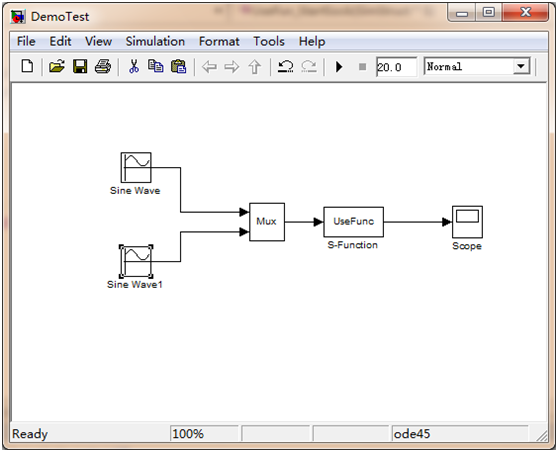 DemoTest
File Edit View Simulation Format Tools Help
20.0 Normal
Sine Wave
Mux
UseFunc
S-Function
Scope
Sine Wave1
Ready 100% ode45